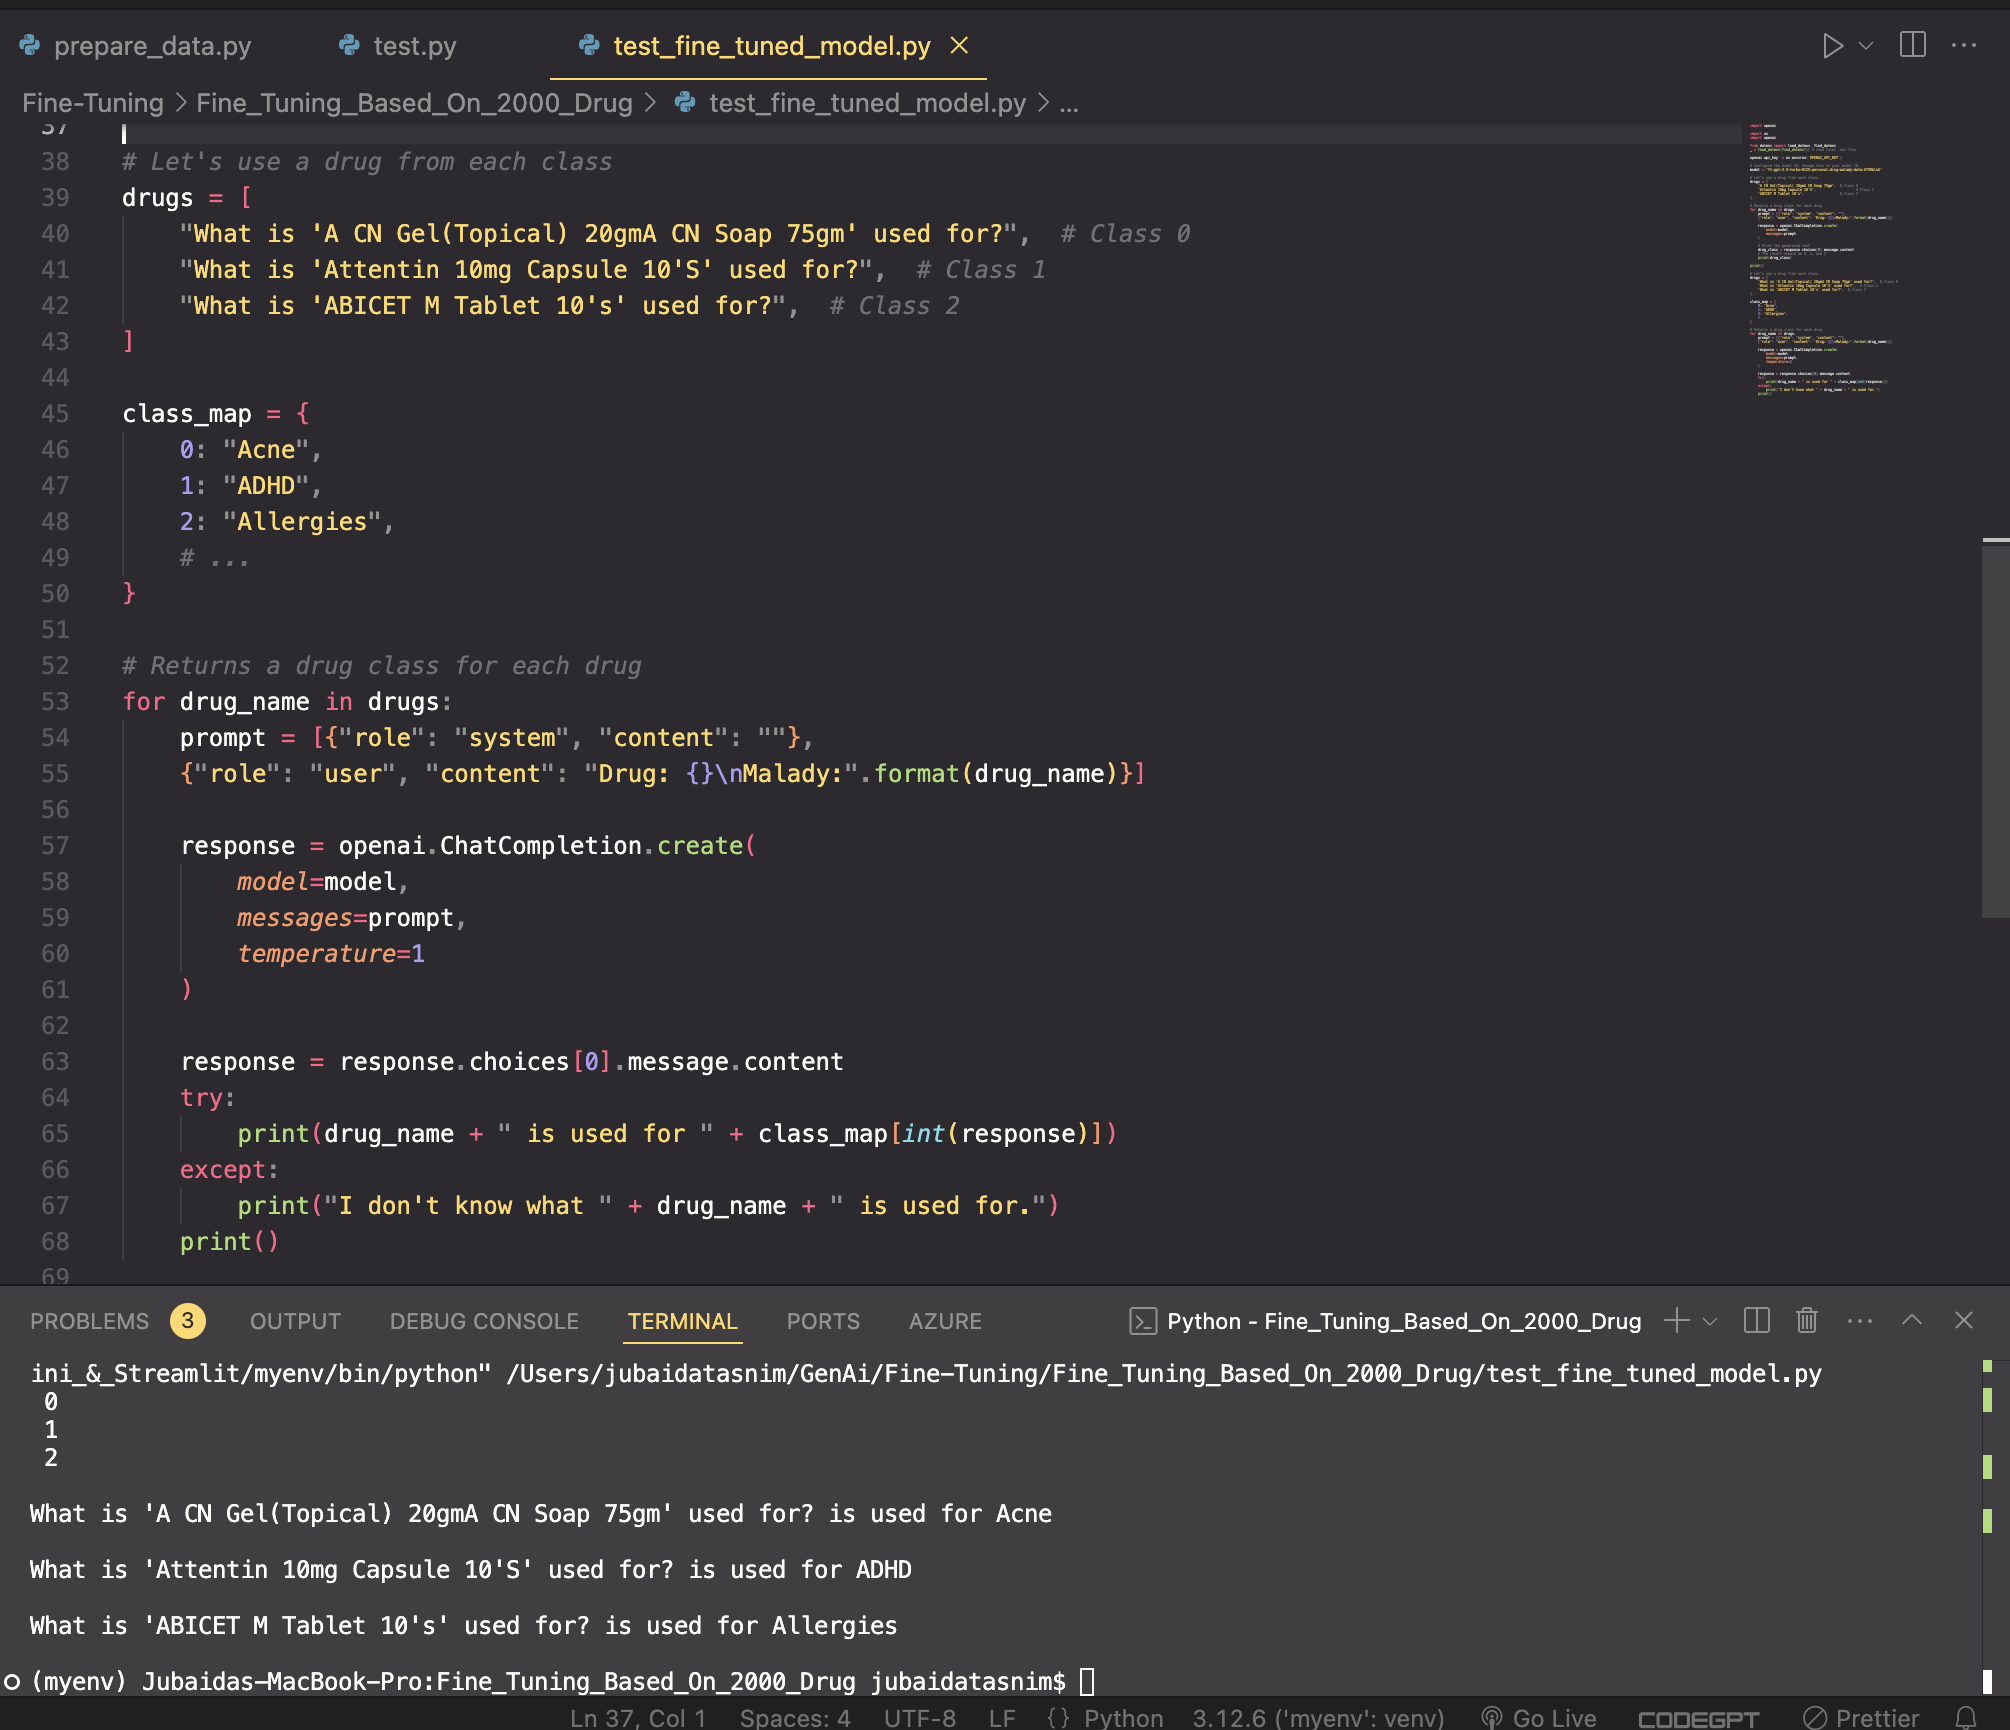 prepare_data.py test.py test_fine_tuned_model.py
Fine-Tuning > Fine_Tuning_Based_On_2000_Drug > test_fine_tuned_model.py > ...
37
38 # Let's use a drug from each class
39 drugs = [
40     "What is 'A CN Gel(Topical) 20gmA CN Soap 75gm' used for?",  # Class 0
41     "What is 'Attentin 10mg Capsule 10'S' used for?",  # Class 1
42     "What is 'ABICET M Tablet 10's' used for?",  # Class 2
43 ]
44
45 class_map = {
46     0: "Acne",
47     1: "ADHD",
48     2: "Allergies",
49     # ...
50 }
51
52 # Returns a drug class for each drug
53 for drug_name in drugs:
54     prompt = [{"role": "system", "content": ""},
55     {"role": "user", "content": "Drug: {}\nMalady:".format(drug_name)}]
56
57     response = openai.ChatCompletion.create(
58         model=model,
59         messages=prompt,
60         temperature=1
61     )
62
63     response = response.choices[0].message.content
64     try:
65         print(drug_name + " is used for " + class_map[int(response)])
66     except:
67         print("I don't know what " + drug_name + " is used for.")
68     print()
69
PROBLEMS 3 OUTPUT DEBUG CONSOLE TERMINAL PORTS AZURE Python - Fine_Tuning_Based_On_2000_Drug
ini_&_Streamlit/myenv/bin/python" /Users/jubaidatasnim/GenAi/Fine-Tuning/Fine_Tuning_Based_On_2000_Drug/test_fine_tuned_model.py
0
1
2
What is 'A CN Gel(Topical) 20gmA CN Soap 75gm' used for? is used for Acne
What is 'Attentin 10mg Capsule 10'S' used for? is used for ADHD
What is 'ABICET M Tablet 10's' used for? is used for Allergies
(myenv) Jubaidas-MacBook-Pro:Fine_Tuning_Based_On_2000_Drug jubaidatasnim$
Ln 37, Col 1 Spaces: 4 UTF-8 LF {} Python 3.12.6 ('myenv': venv) Go Live CODEGPT Prettier